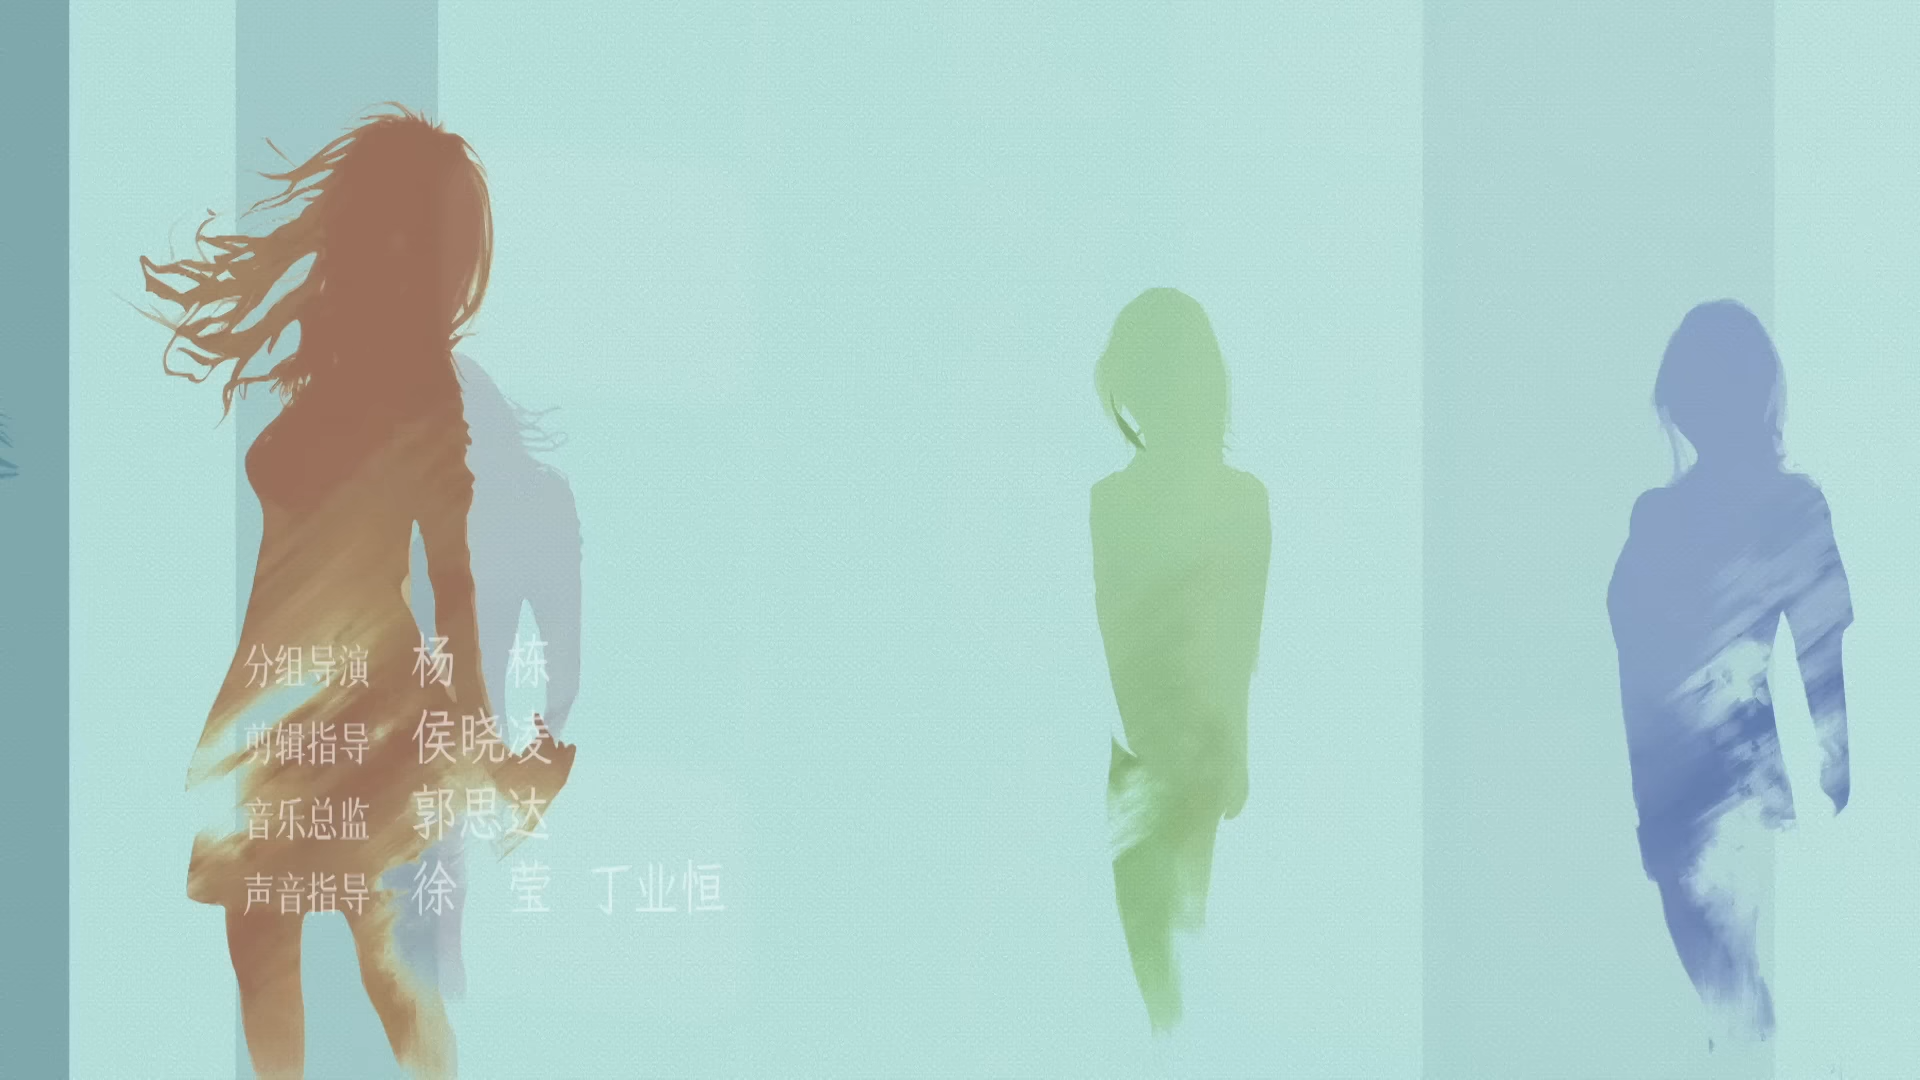 分组导演 杨 栋
剪辑指导 侯晓凌
音乐总监 郭思达
声音指导 徐 莹 丁业恒